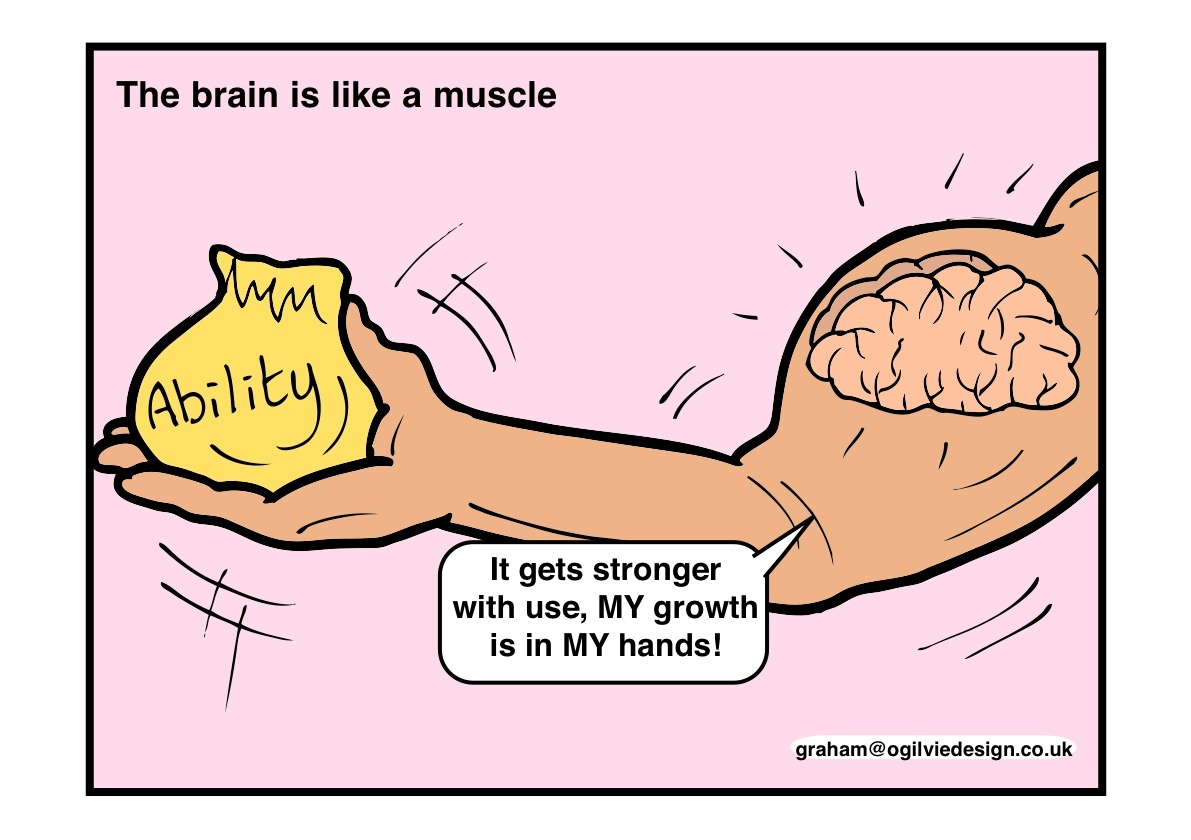 The brain is like a muscle
Ability
It gets stronger
with use, MY growth
is in MY hands!
graham@ogilviedesign.co.uk